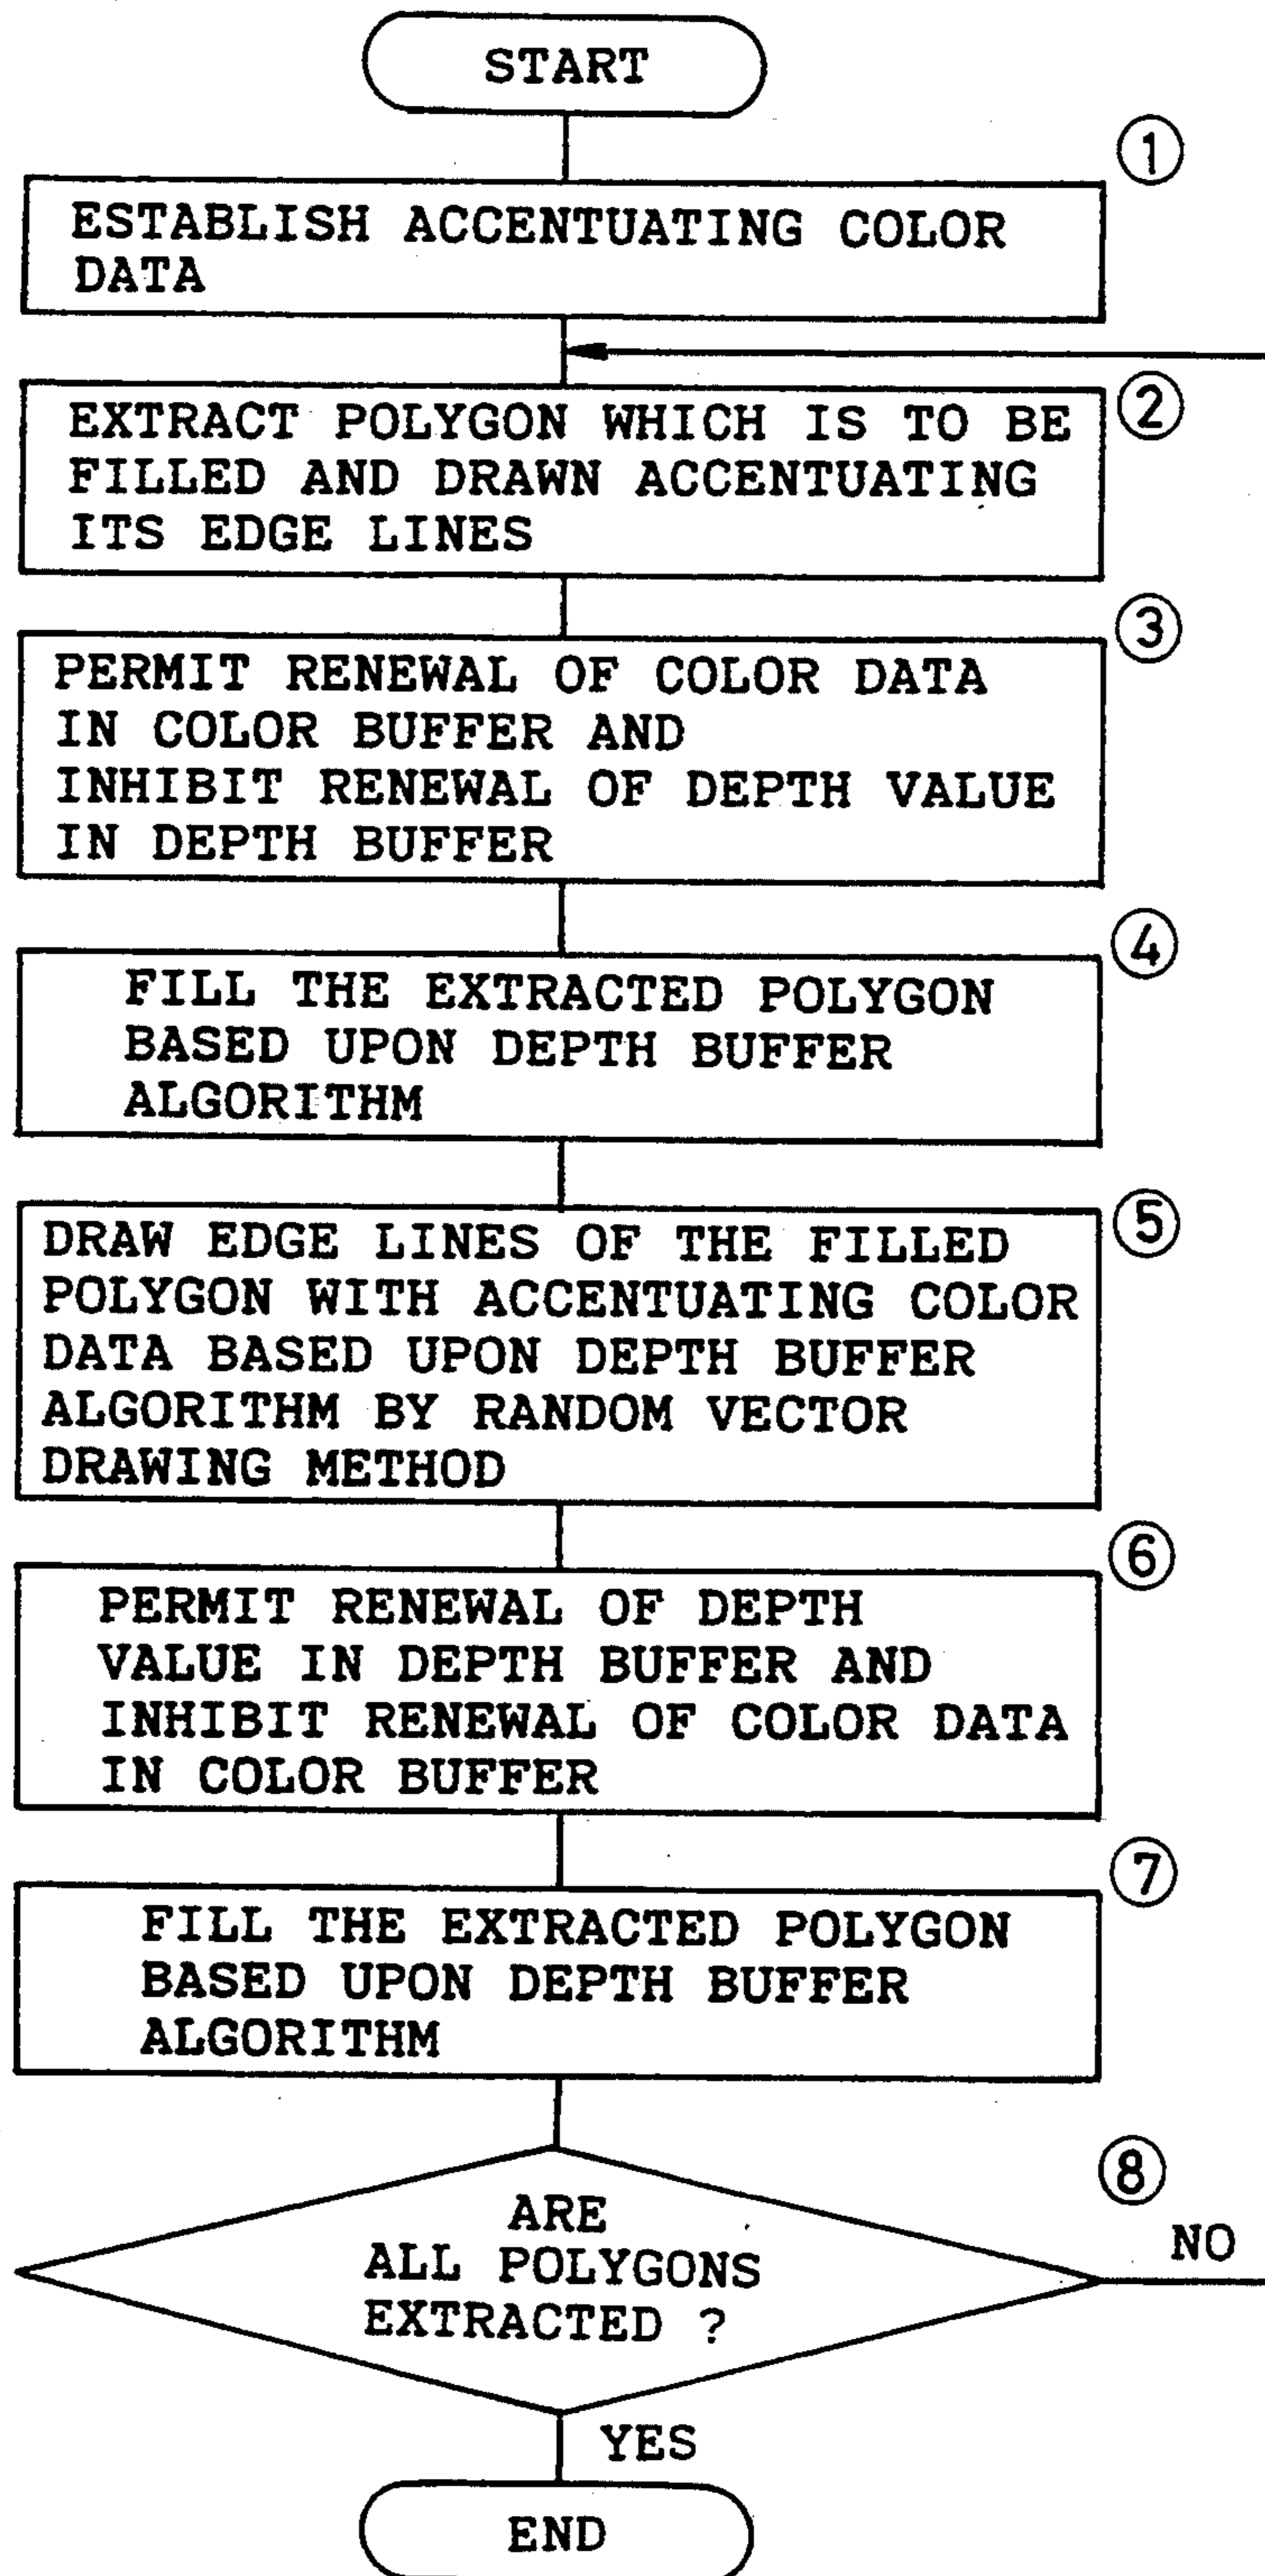 START
①
ESTABLISH ACCENTUATING COLOR
DATA
②
EXTRACT POLYGON WHICH IS TO BE
FILLED AND DRAWN ACCENTUATING
ITS EDGE LINES
③
PERMIT RENEWAL OF COLOR DATA
IN COLOR BUFFER AND
INHIBIT RENEWAL OF DEPTH VALUE
IN DEPTH BUFFER
④
FILL THE EXTRACTED POLYGON
BASED UPON DEPTH BUFFER
ALGORITHM
⑤
DRAW EDGE LINES OF THE FILLED
POLYGON WITH ACCENTUATING COLOR
DATA BASED UPON DEPTH BUFFER
ALGORITHM BY RANDOM VECTOR
DRAWING METHOD
⑥
PERMIT RENEWAL OF DEPTH
VALUE IN DEPTH BUFFER AND
INHIBIT RENEWAL OF COLOR DATA
IN COLOR BUFFER
⑦
FILL THE EXTRACTED POLYGON
BASED UPON DEPTH BUFFER
ALGORITHM
⑧
ARE
ALL POLYGONS
EXTRACTED ?
NO
YES
END